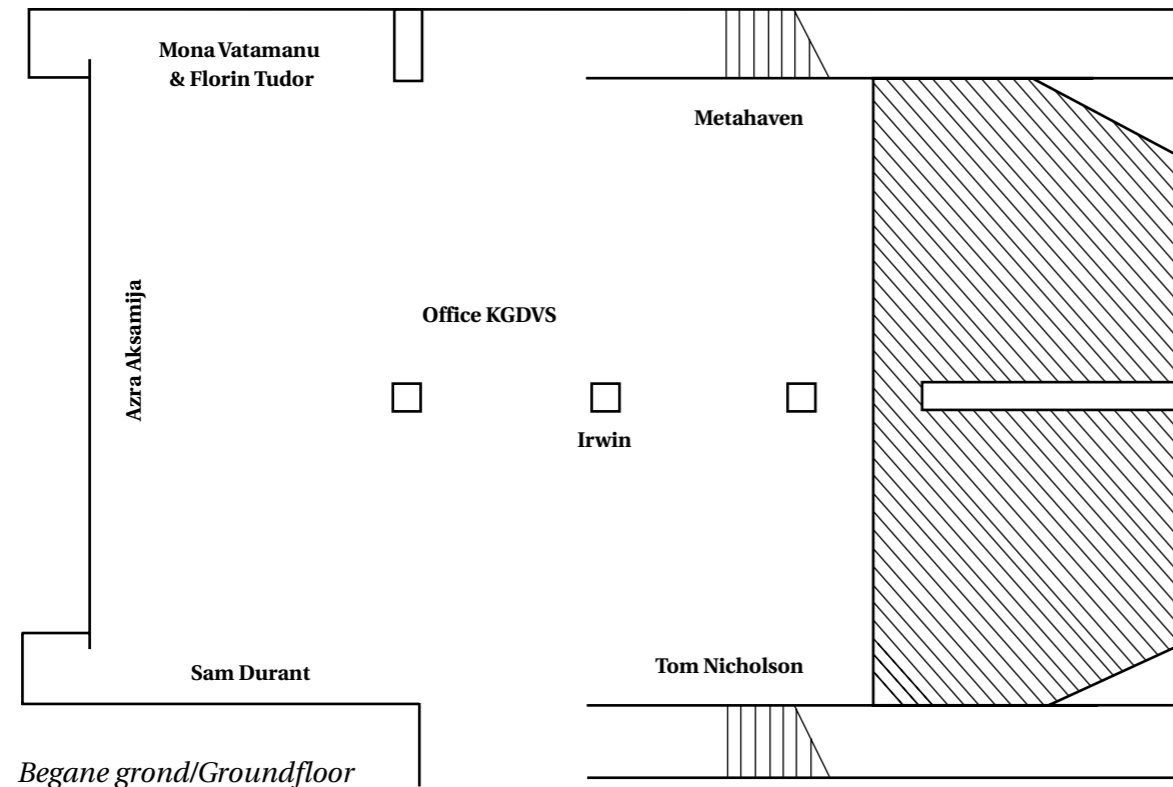 Mona Vatamanu
& Florin Tudor
Metahaven
Azra Aksamija
Office KGDVS
Irwin
Sam Durant
Tom Nicholson
Begane grond/Groundfloor